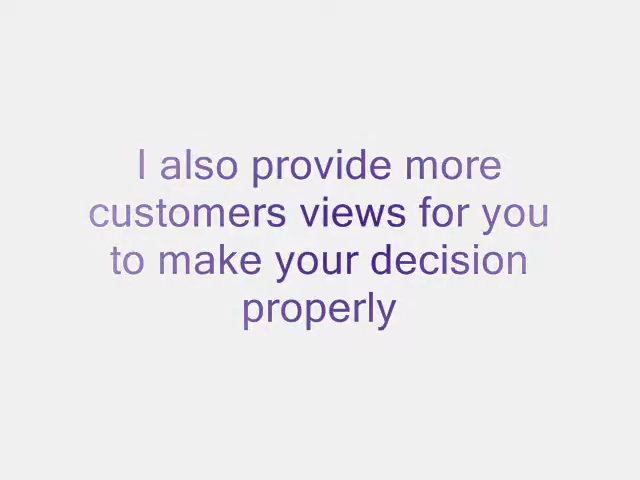 I also provide more
customers views for you
to make your decision
properly